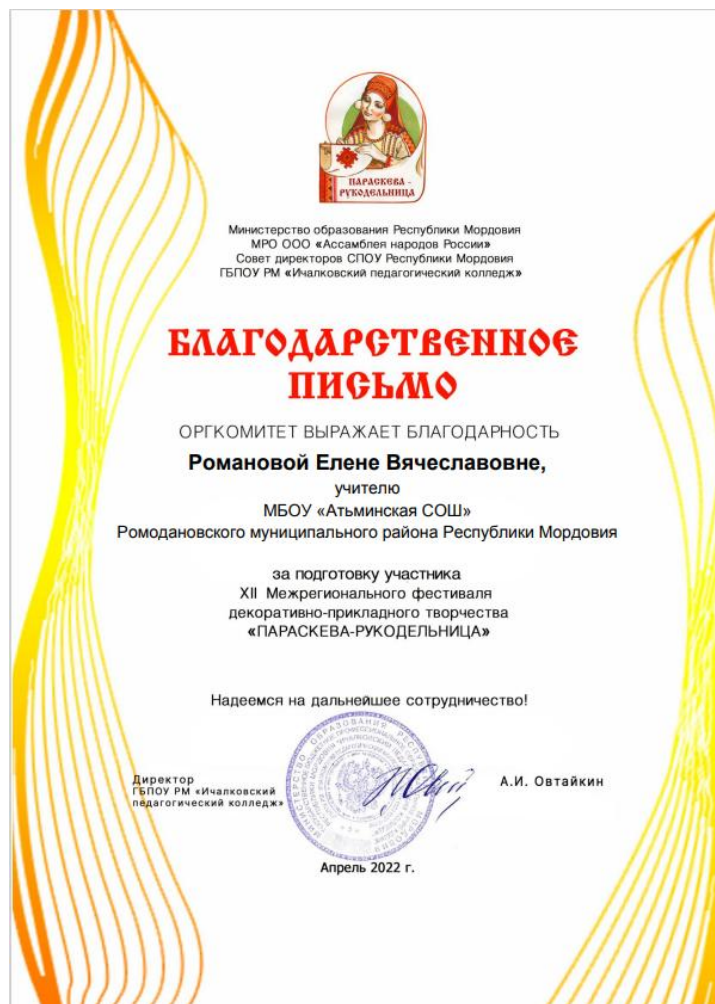 ПАРАСКЕВА -
РУКОДЕЛЬНИЦА
Министерство образования Республики Мордовия
МРО ООО «Ассамблея народов России»
Совет директоров СПОУ Республики Мордовия
ГБПОУ РМ «Ичалковский педагогический колледж»
БЛАГОДАРСТВЕННОЕ
ПИСЬМО
ОРГКОМИТЕТ ВЫРАЖАЕТ БЛАГОДАРНОСТЬ
Романовой Елене Вячеславовне,
учителю
МБОУ «Атьминская СОШ»
Ромодановского муниципального района Республики Мордовия
за подготовку участника
XII Межрегионального фестиваля
декоративно-прикладного творчества
«ПАРАСКЕВА-РУКОДЕЛЬНИЦА»
Надеемся на дальнейшее сотрудничество!
Директор
ГБПОУ РМ «Ичалковский
педагогический колледж»
А.И. Овтайкин
Апрель 2022 г.